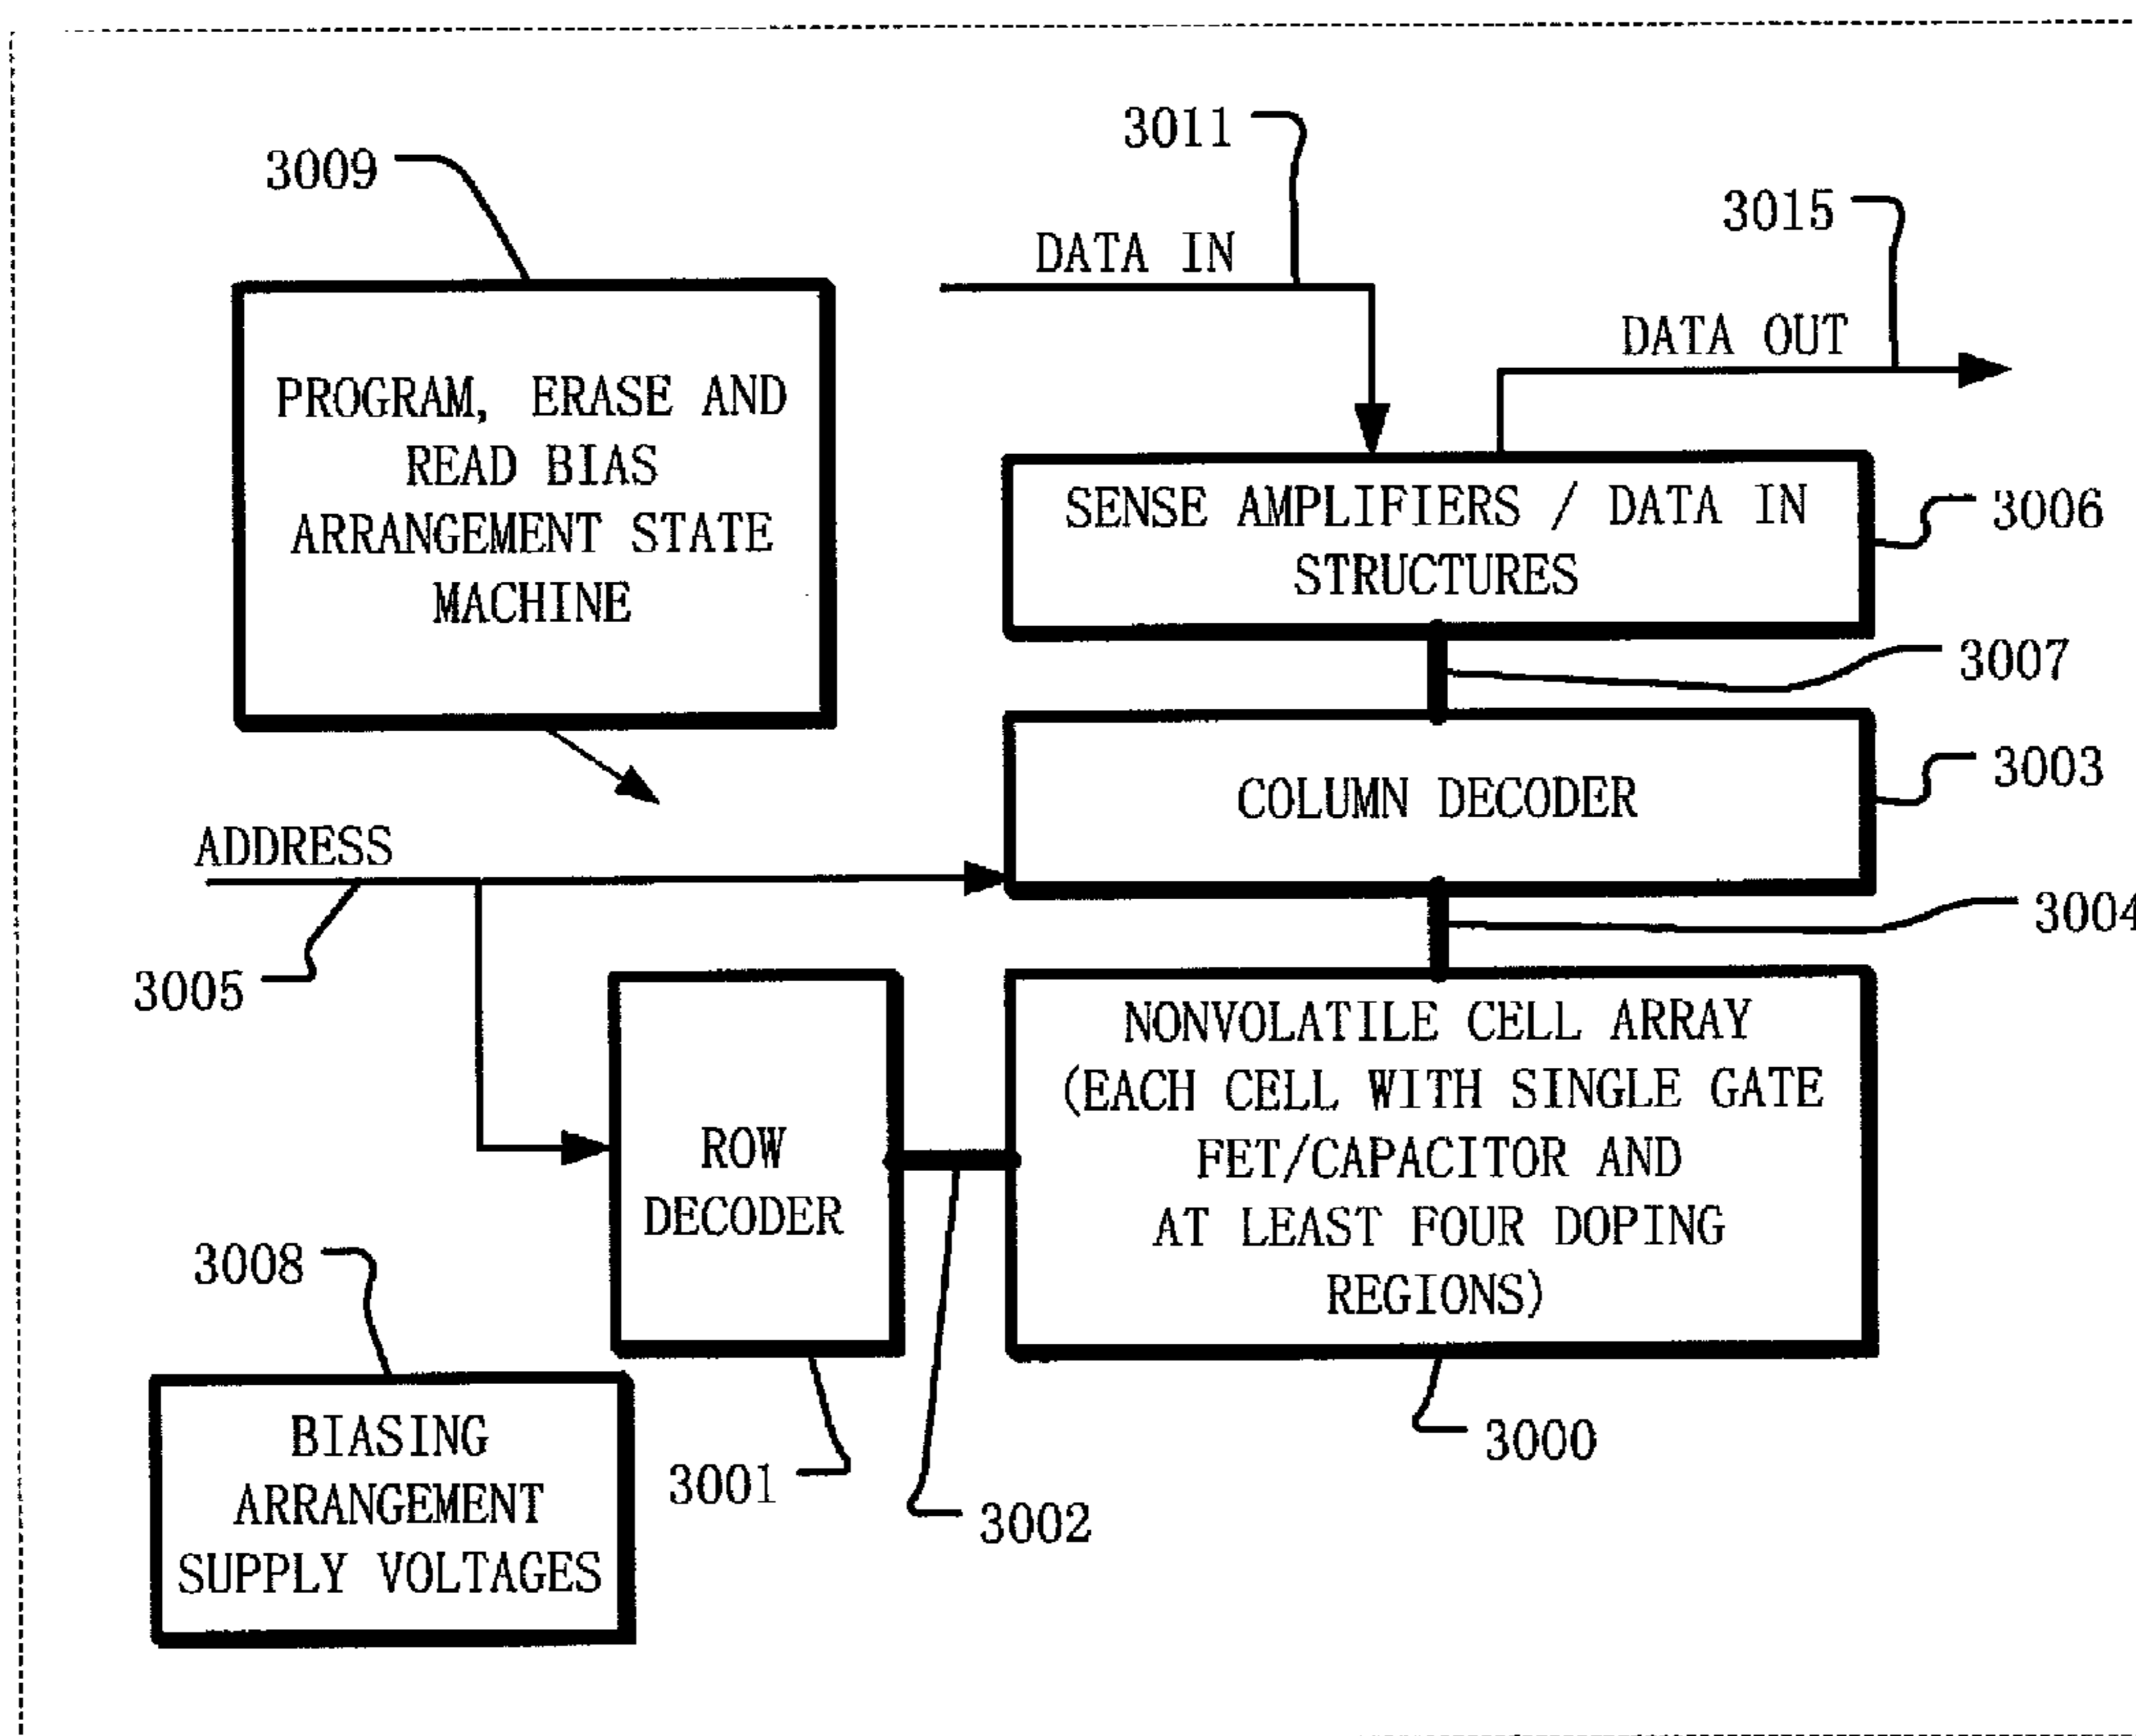 3011
3009
3015
DATA IN
DATA OUT
PROGRAM, ERASE AND
READ BIAS
ARRANGEMENT STATE
MACHINE
SENSE AMPLIFIERS / DATA IN
STRUCTURES
3006
3007
COLUMN DECODER
3003
ADDRESS
3004
3005
NONVOLATILE CELL ARRAY
(EACH CELL WITH SINGLE GATE
FET/CAPACITOR AND
AT LEAST FOUR DOPING
REGIONS)
ROW
DECODER
3008
3000
3001
3002
BIASING
ARRANGEMENT
SUPPLY VOLTAGES